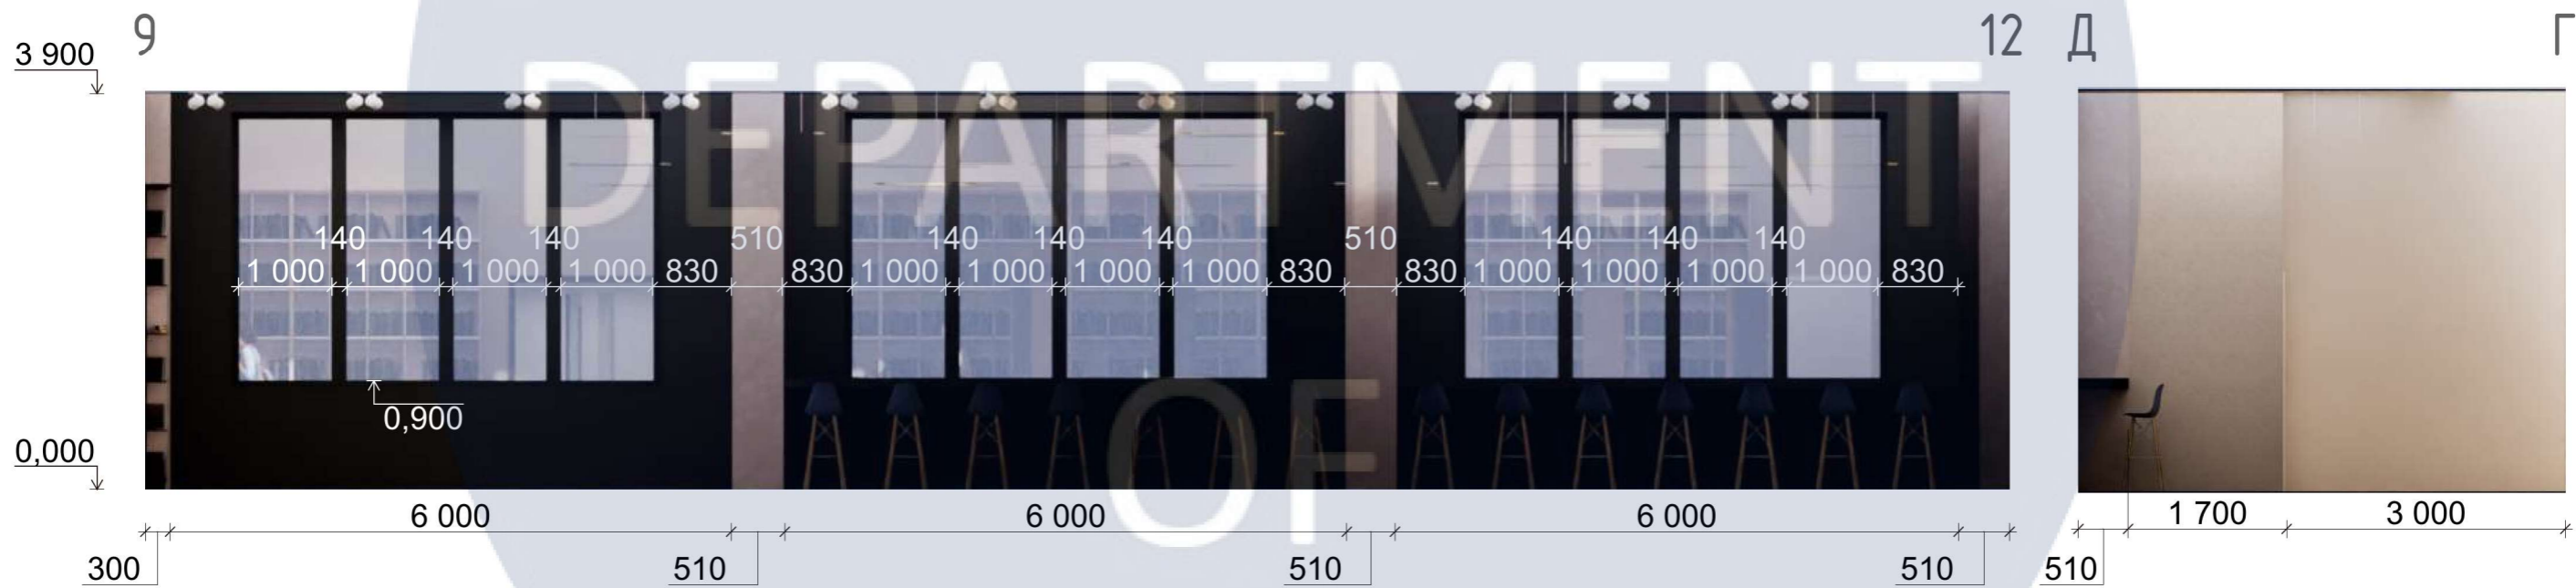 9 12 Д Г
3 900
DEPARTMENT
140 140 140 510 140 140 140 510 140 140 140
1 000 1 000 1 000 1 000 830 830 1 000 1 000 1 000 1 000 830 830 1 000 1 000 1 000 1 000 830
0,900
OF
0,000
6 000 6 000 6 000 1 700 3 000
300 510 510 510 510